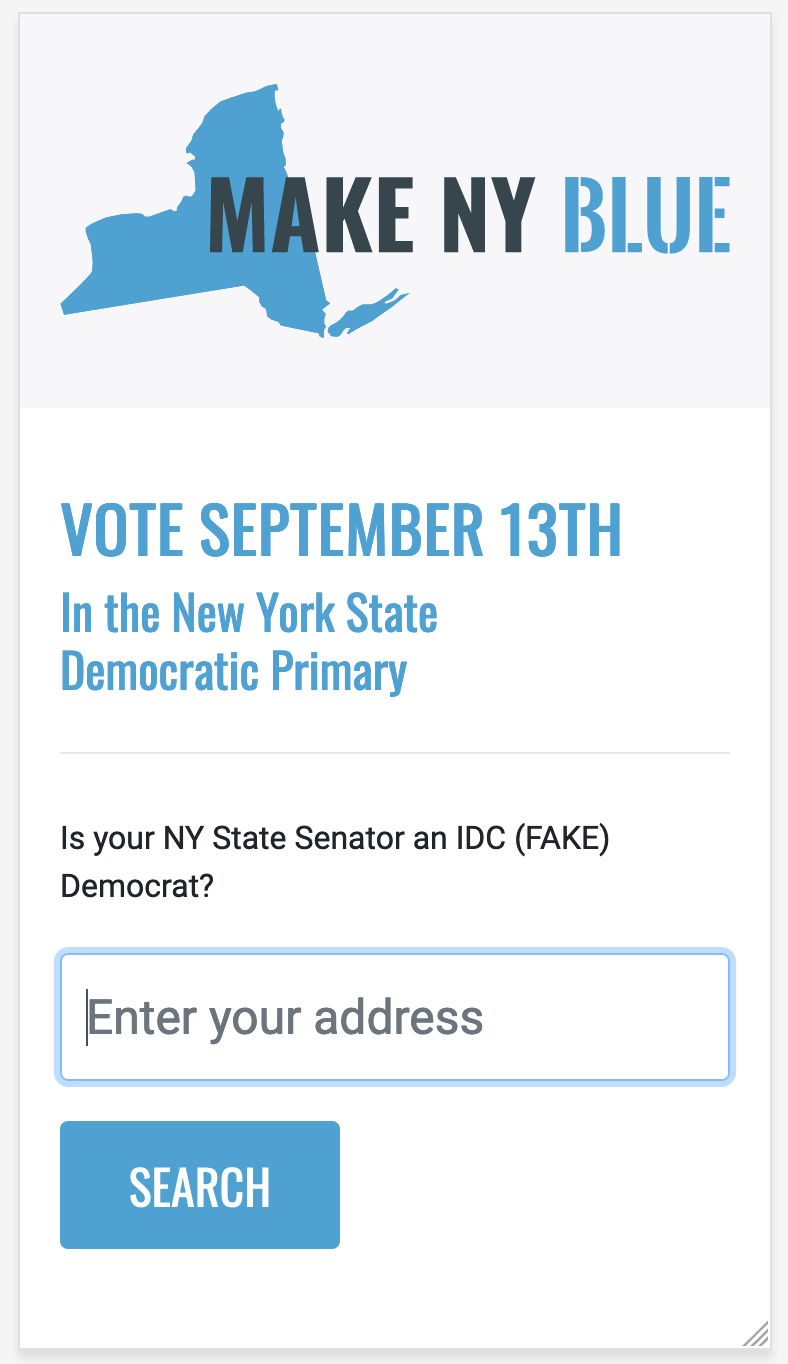 MAKE NY BLUE
VOTE SEPTEMBER 13TH
In the New York State
Democratic Primary
Is your NY State Senator an IDC (FAKE)
Democrat?
Enter your address
SEARCH